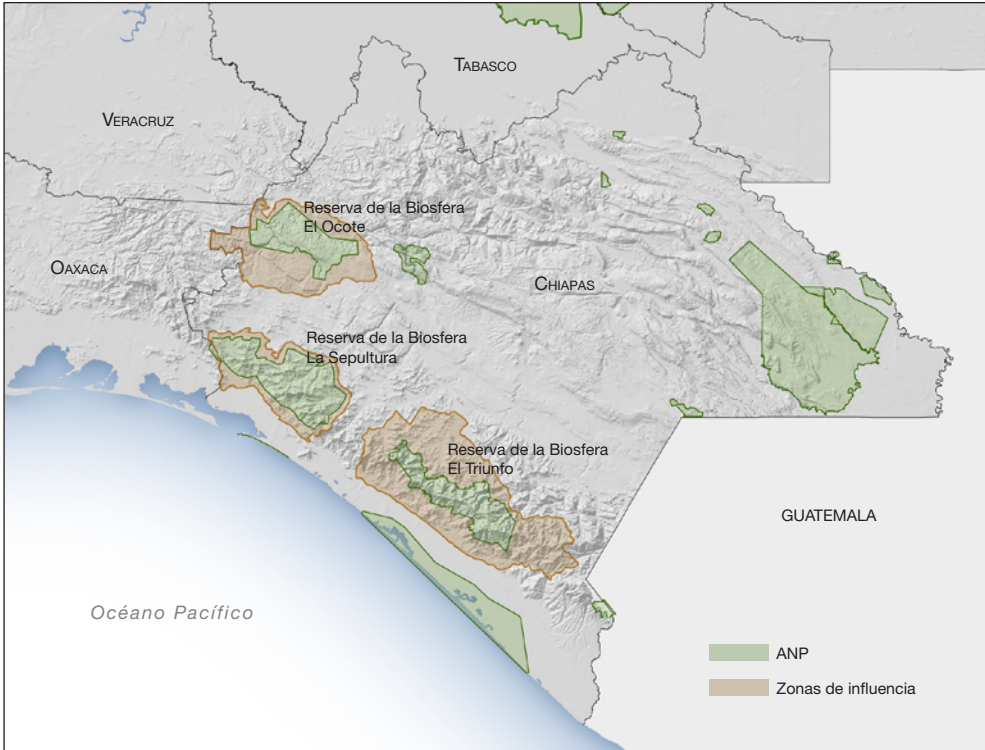 TABASCO
VERACRUZ
Reserva de la Biosfera
El Ocote
OAXACA
CHIAPAS
Reserva de la Biosfera
La Sepultura
Reserva de la Biosfera
El Triunfo
GUATEMALA
Océano Pacífico
ANP
Zonas de influencia